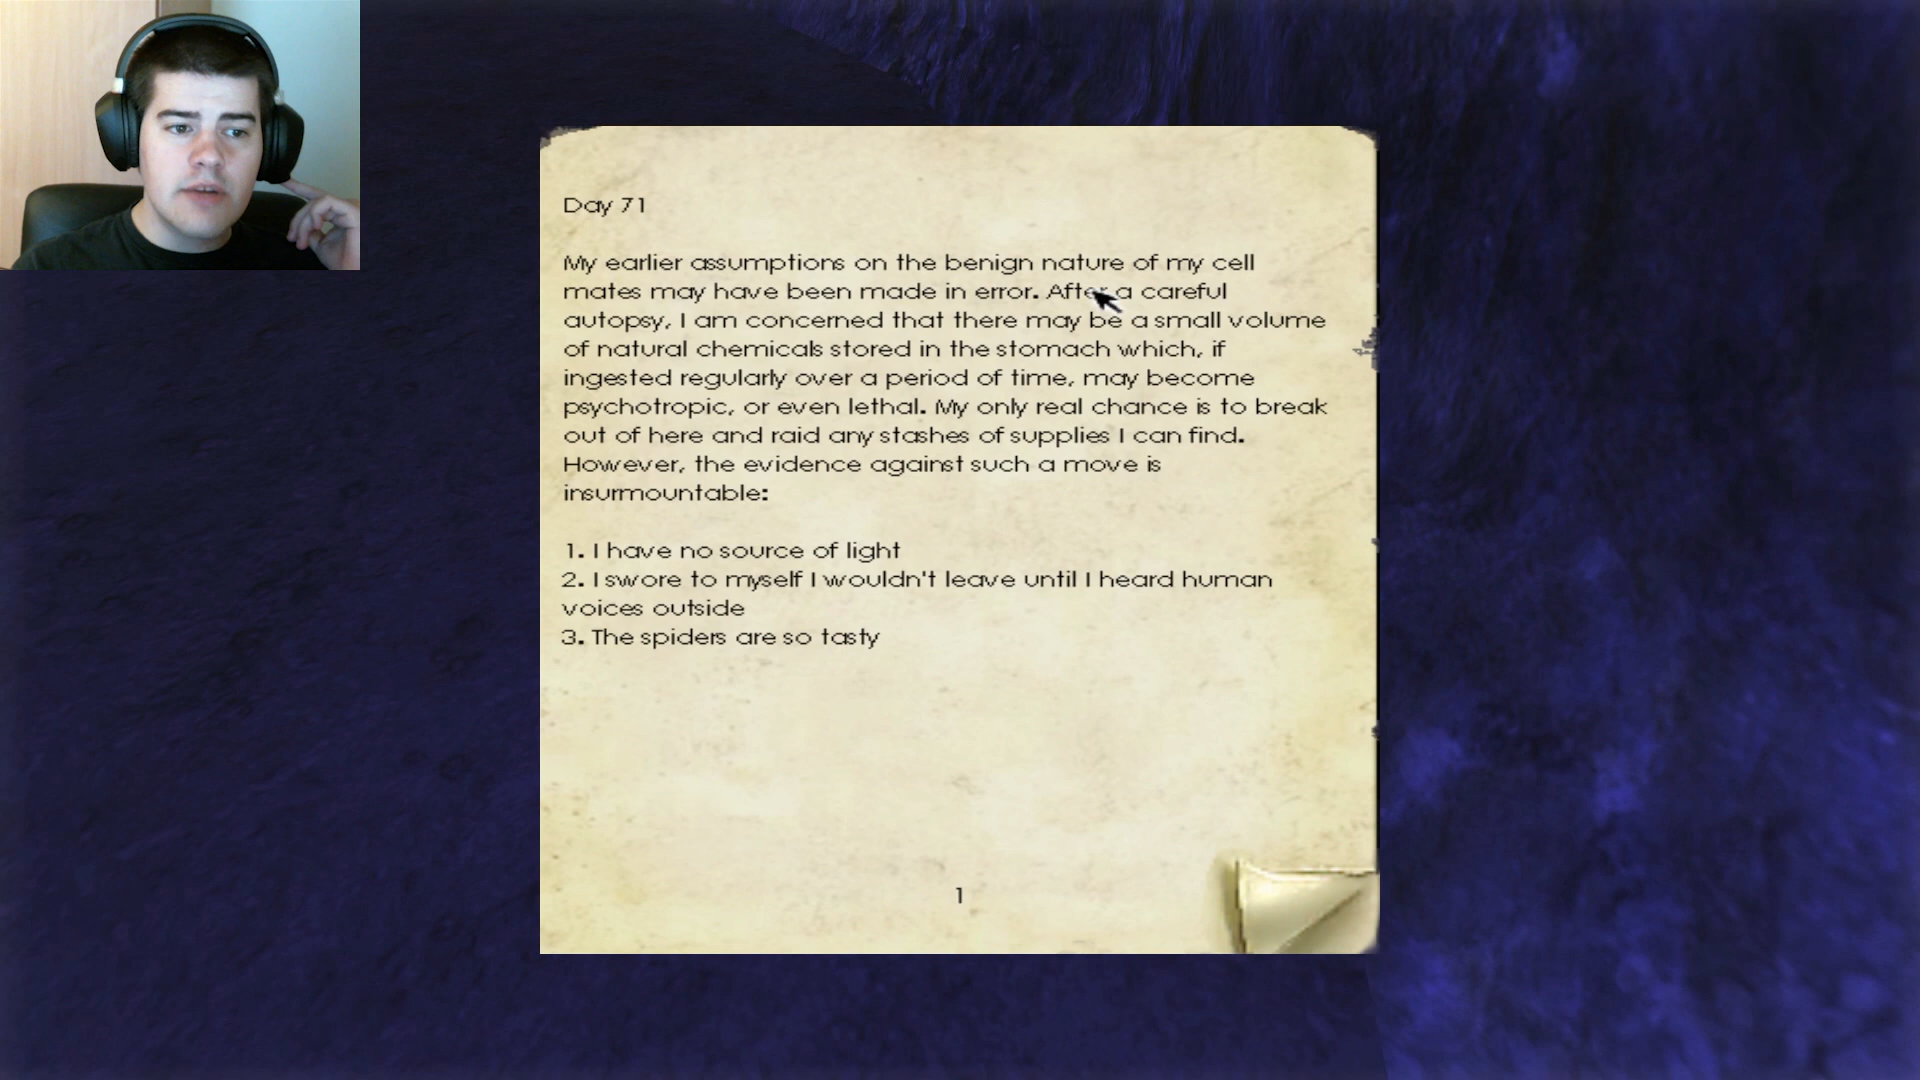 Day 71
My earlier assumptions on the benign nature of my cell
mates may have been made in error. After a careful
autopsy, I am concerned that there may be a small volume
of natural chemicals stored in the stomach which, if
ingested regularly over a period of time, may become
psychotropic, or even lethal. My only real chance is to break
out of here and raid any stashes of supplies I can find.
However, the evidence against such a move is
insurmountable:
1. I have no source of light
2. I swore to myself I wouldn't leave until I heard human
voices outside
3. The spiders are so tasty
1